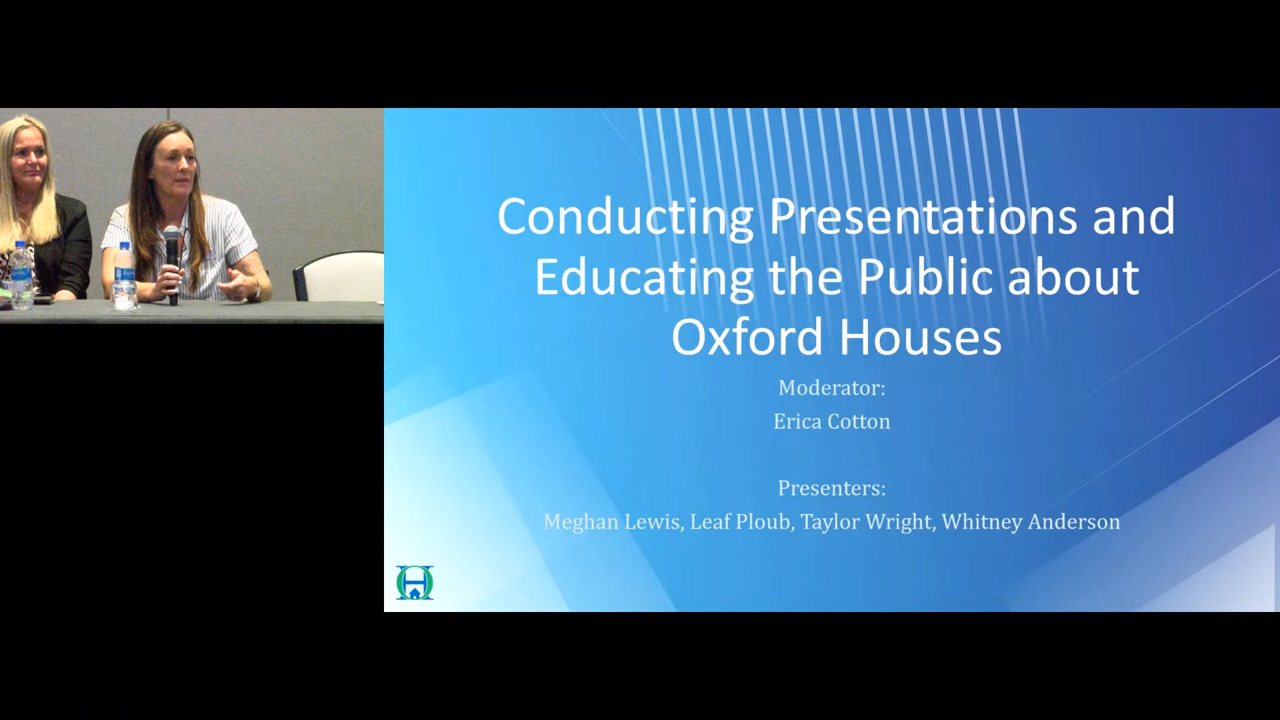 Conducting Presentations and
Educating the Public about
Oxford Houses
Moderator:
Erica Cotton
Presenters:
Meghan Lewis, Leaf Ploub, Taylor Wright, Whitney Anderson